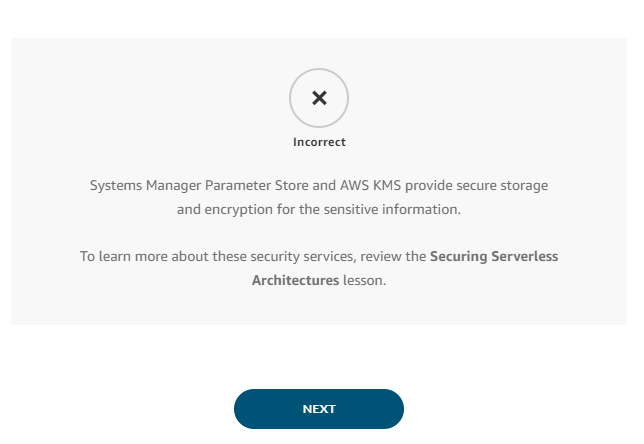 Incorrect
Systems Manager Parameter Store and AWS KMS provide secure storage
and encryption for the sensitive information.
To learn more about these security services, review the Securing Serverless
Architectures lesson.
NEXT